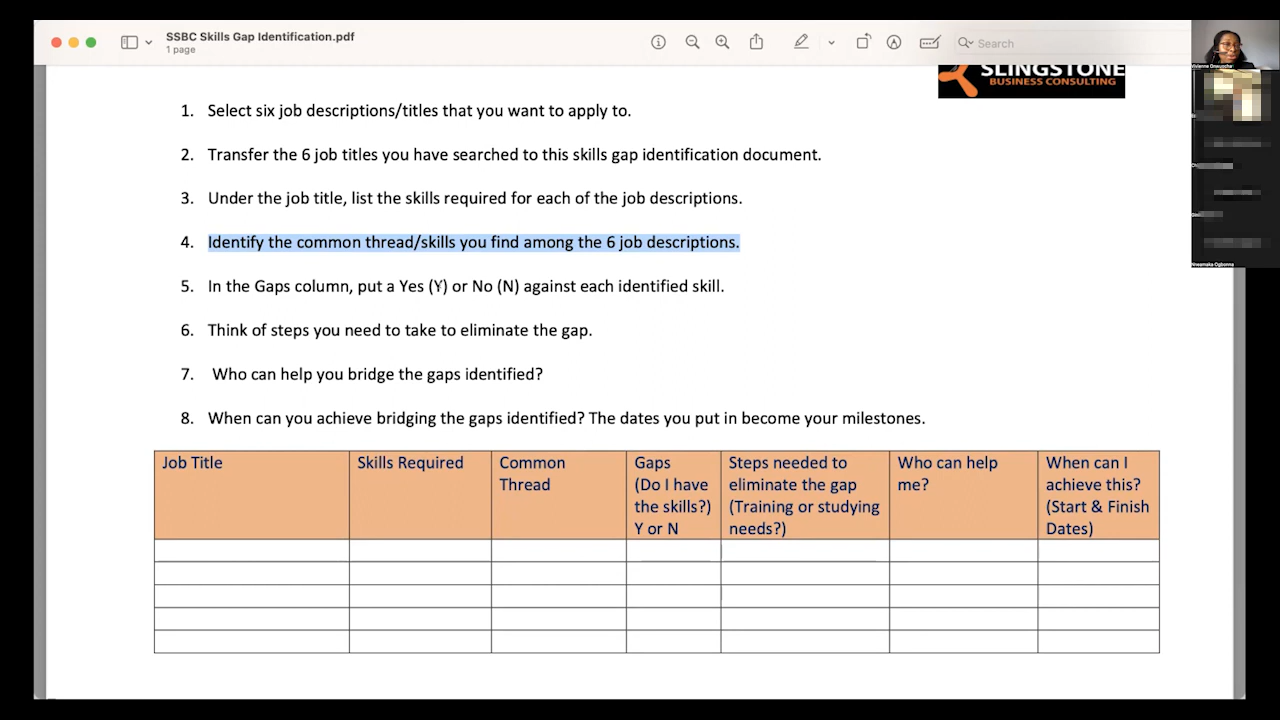 SSBC Skills Gap Identification.pdf
1 page
Search
SLINGSTONE
BUSINESS CONSULTING
1. Select six job descriptions/titles that you want to apply to.
2. Transfer the 6 job titles you have searched to this skills gap identification document.
3. Under the job title, list the skills required for each of the job descriptions.
4. Identify the common thread/skills you find among the 6 job descriptions.
5. In the Gaps column, put a Yes (Y) or No (N) against each identified skill.
6. Think of steps you need to take to eliminate the gap.
7. Who can help you bridge the gaps identified?
8. When can you achieve bridging the gaps identified? The dates you put in become your milestones.
Job Title
Skills Required
Common
Thread
Gaps
(Do I have
the skills?)
Y or N
Steps needed to
eliminate the gap
(Training or studying
needs?)
Who can help
me?
When can I
achieve this?
(Start & Finish
Dates)